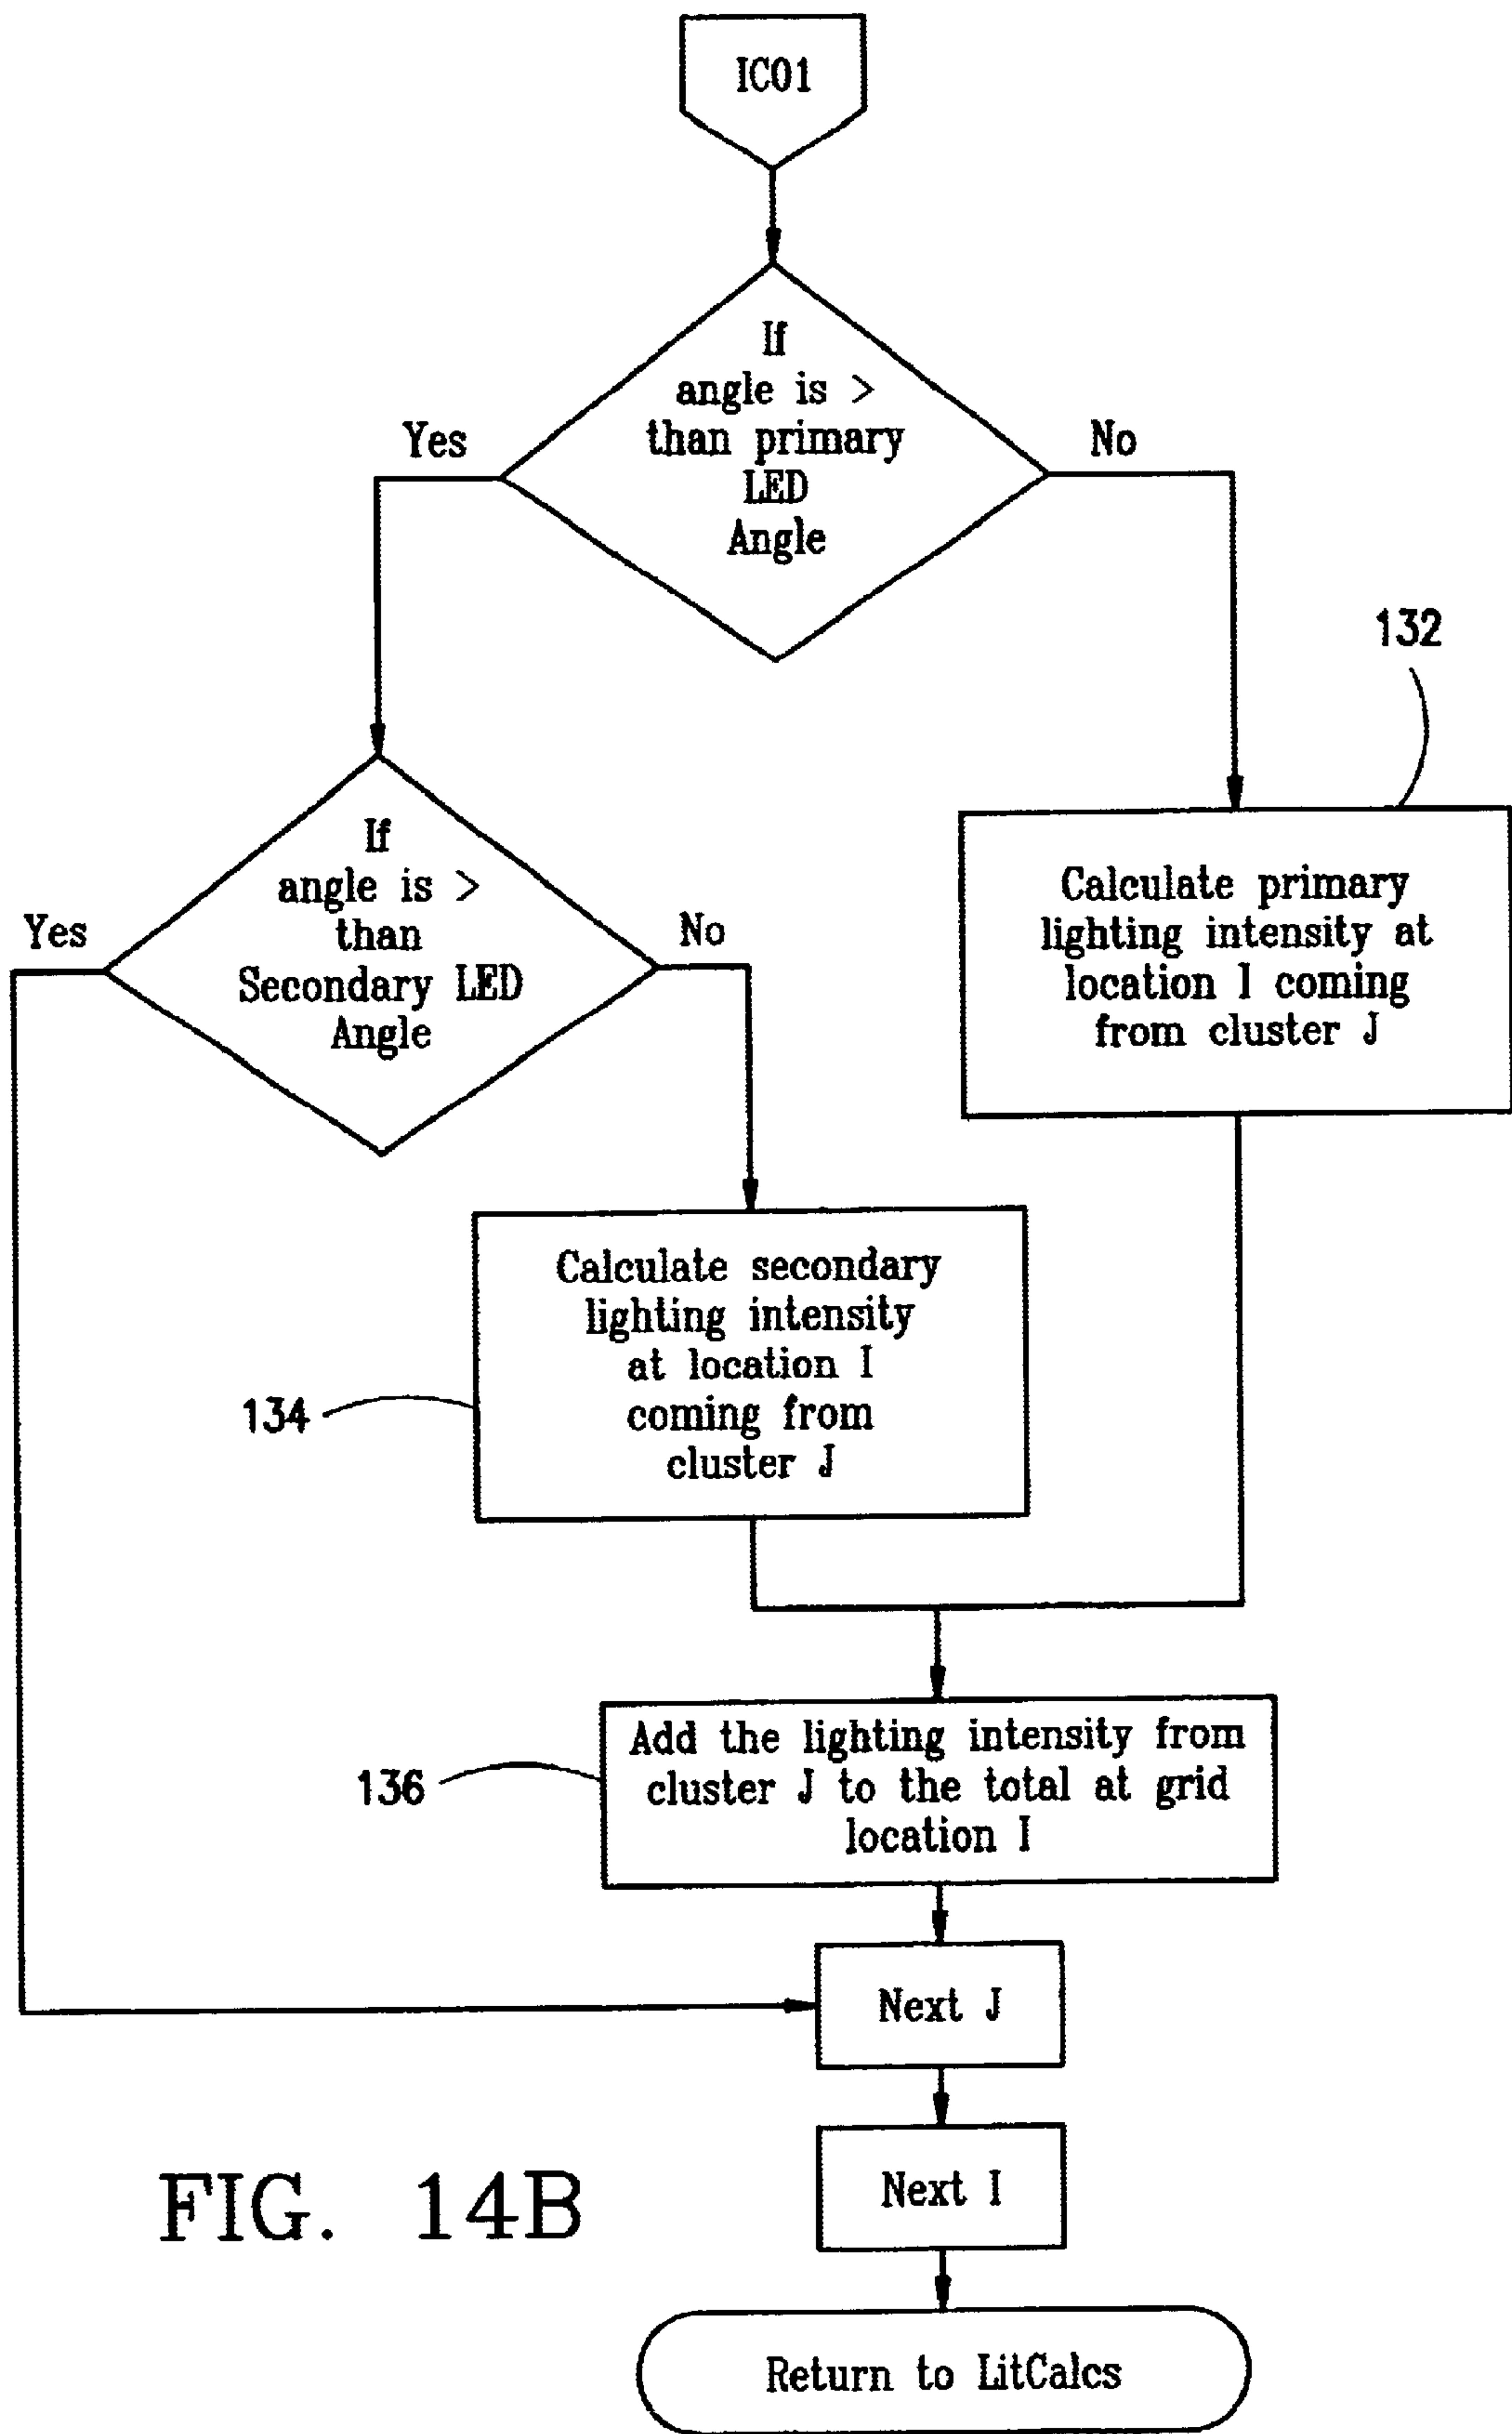 IC01
If
angle is >
than primary
LED
Angle
Yes
No
132
If
angle is >
than
Secondary LED
Angle
Yes
No
Calculate primary
lighting intensity at
location I coming
from cluster J
Calculate secondary
lighting intensity
at location I
coming from
cluster J
134
Add the lighting intensity from
cluster J to the total at grid
location I
136
Next J
Next I
FIG. 14B
Return to LitCalcs